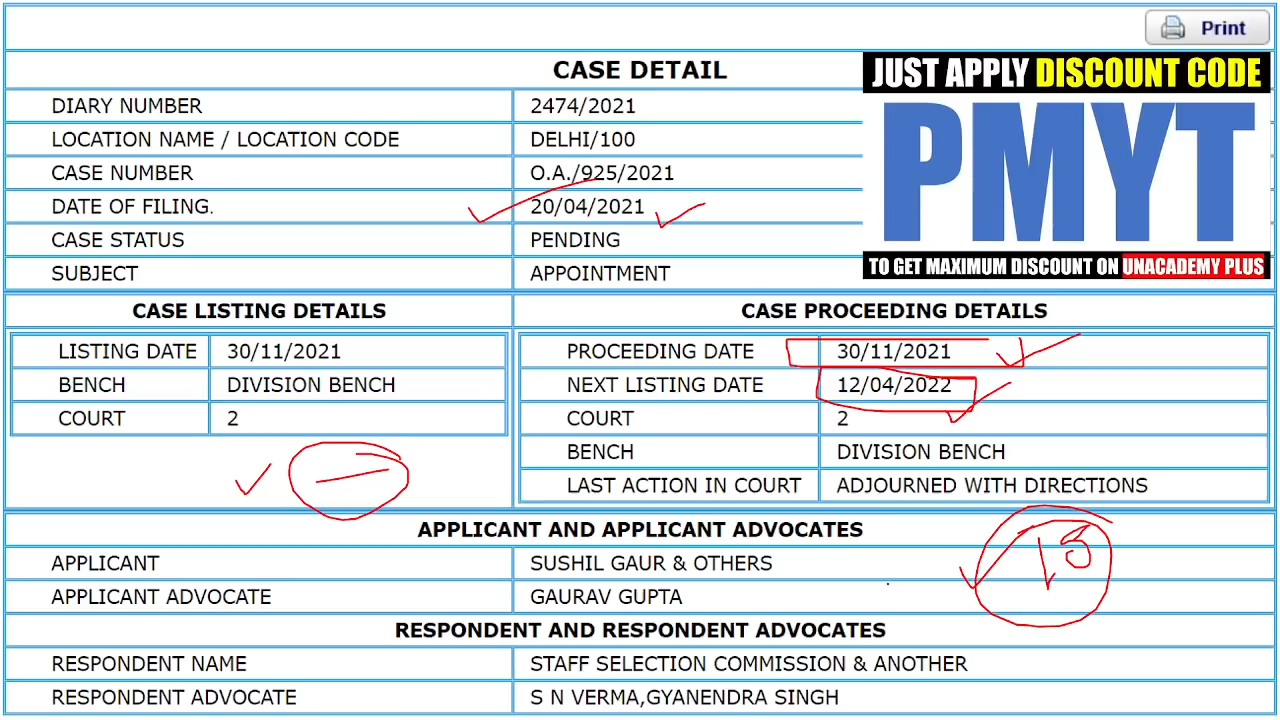 Print
CASE DETAIL
JUST APPLY DISCOUNT CODE
PMYT
TO GET MAXIMUM DISCOUNT ON UNACADEMY PLUS
DIARY NUMBER 2474/2021
LOCATION NAME / LOCATION CODE DELHI/100
CASE NUMBER O.A./925/2021
DATE OF FILING. 20/04/2021
CASE STATUS PENDING
SUBJECT APPOINTMENT
CASE LISTING DETAILS
LISTING DATE 30/11/2021
BENCH DIVISION BENCH
COURT 2
CASE PROCEEDING DETAILS
PROCEEDING DATE 30/11/2021
NEXT LISTING DATE 12/04/2022
COURT 2
BENCH DIVISION BENCH
LAST ACTION IN COURT ADJOURNED WITH DIRECTIONS
13
APPLICANT AND APPLICANT ADVOCATES
APPLICANT SUSHIL GAUR & OTHERS
APPLICANT ADVOCATE GAURAV GUPTA
RESPONDENT AND RESPONDENT ADVOCATES
RESPONDENT NAME STAFF SELECTION COMMISSION & ANOTHER
RESPONDENT ADVOCATE S N VERMA,GYANENDRA SINGH